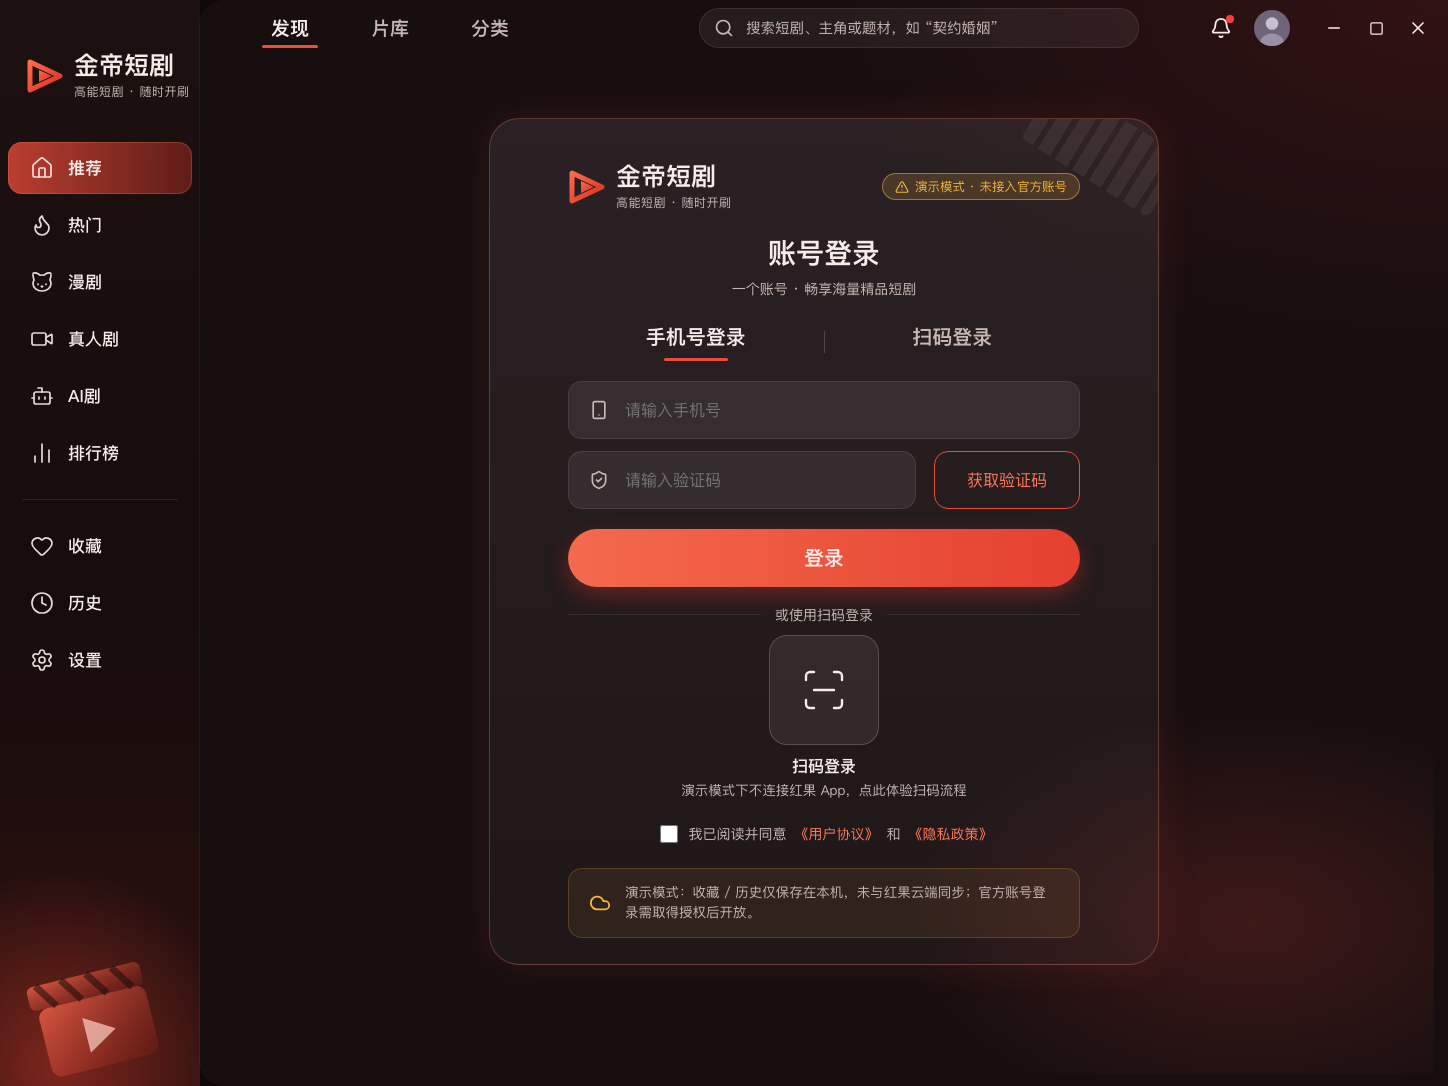 发现
片库
分类
搜索短剧、主角或题材，如 “契约婚姻”
金帝短剧
高能短剧 · 随时开刷
推荐
热门
漫剧
真人剧
AI剧
排行榜
收藏
历史
设置
金帝短剧
高能短剧 · 随时开刷
演示模式 · 未接入官方账号
账号登录
一个账号 · 畅享海量精品短剧
手机号登录
扫码登录
请输入手机号
请输入验证码
获取验证码
登录
或使用扫码登录
扫码登录
演示模式下不连接红果 App，点此体验扫码流程
我已阅读并同意 《用户协议》 和 《隐私政策》
演示模式：收藏 / 历史仅保存在本机，未与红果云端同步；官方账号登
录需取得授权后开放。